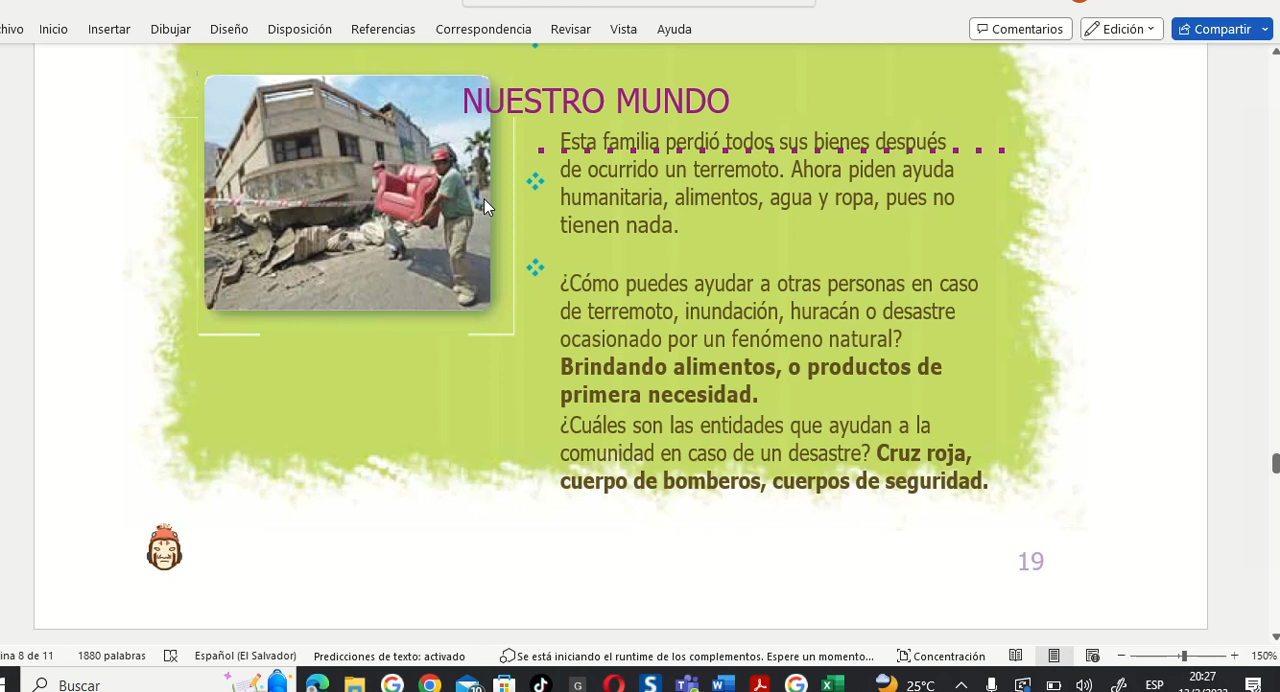 chivo Inicio Insertar Dibujar Diseño Disposición Referencias Correspondencia Revisar Vista Ayuda Comentarios Edición Compartir
NUESTRO MUNDO
Esta familia perdió todos sus bienes después
de ocurrido un terremoto. Ahora piden ayuda
humanitaria, alimentos, agua y ropa, pues no
tienen nada.
¿Cómo puedes ayudar a otras personas en caso
de terremoto, inundación, huracán o desastre
ocasionado por un fenómeno natural?
Brindando alimentos, o productos de
primera necesidad.
¿Cuáles son las entidades que ayudan a la
comunidad en caso de un desastre? Cruz roja,
cuerpo de bomberos, cuerpos de seguridad.
19
ina 8 de 11 1880 palabras Español (El Salvador) Predicciones de texto: activado Se está iniciando el runtime de los complementos. Espere un momento... Concentración 150%
Buscar 25°C ESP 20:27